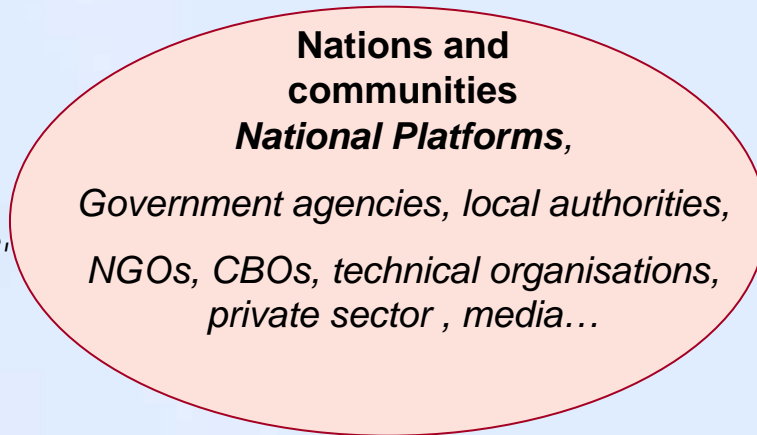 Nations and
communities
National Platforms,
Government agencies, local authorities,
NGOs, CBOs, technical organisations,
private sector , media…